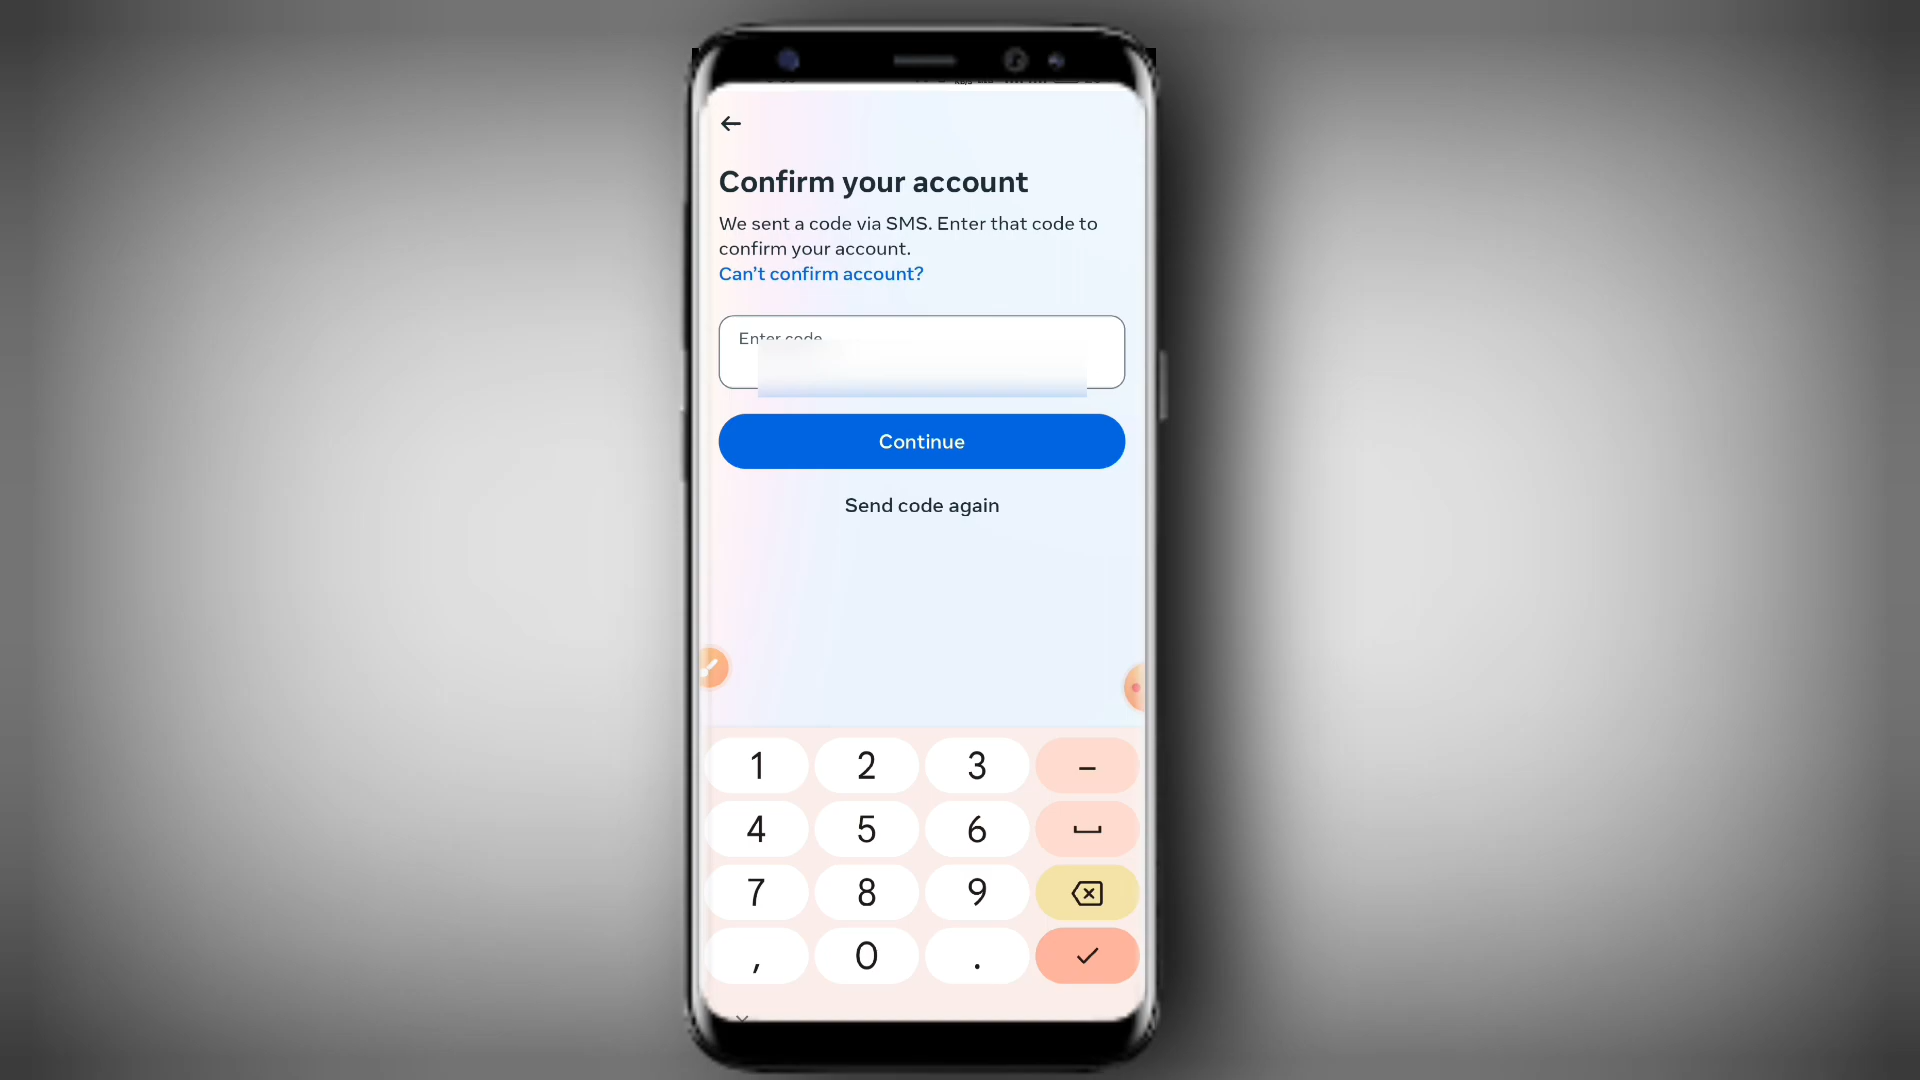 Confirm your account
We sent a code via SMS. Enter that code to
confirm your account.
Can't confirm account?
Enter code
Continue
Send code again
1 2 3 –
4 5 6
7 8 9
, 0 .